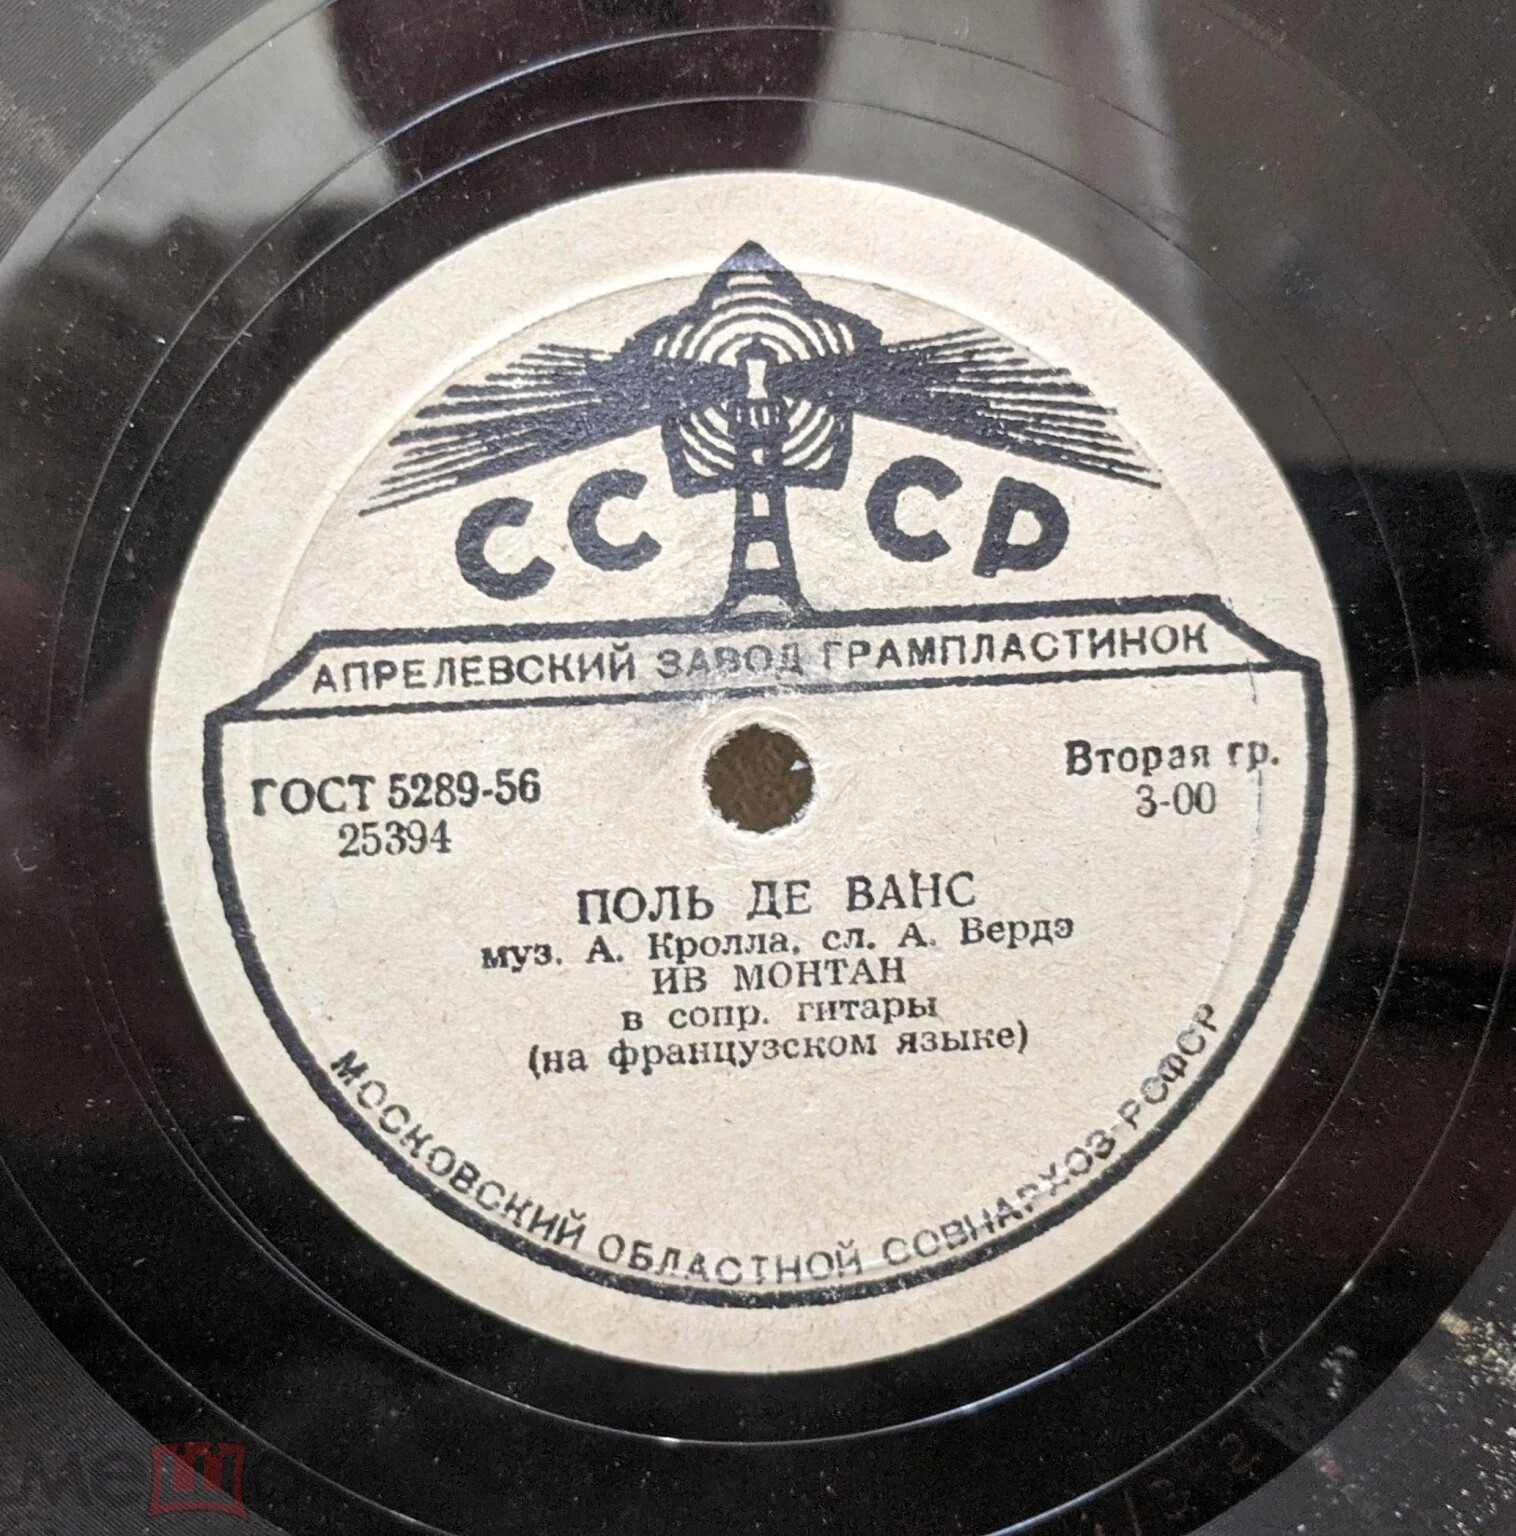 СССР
АПРЕЛЕВСКИЙ ЗАВОД ГРАМПЛАСТИНОК
ГОСТ 5289-56
25394
Вторая гр.
3-00
ПОЛЬ ДЕ ВАНС
муз. А. Кролла, сл. А. Вердэ
ИВ МОНТАН
в сопр. гитары
(на французском языке)
МОСКОВСКИЙ ОБЛАСТНОЙ СОВНАРХОЗ-РСФСР